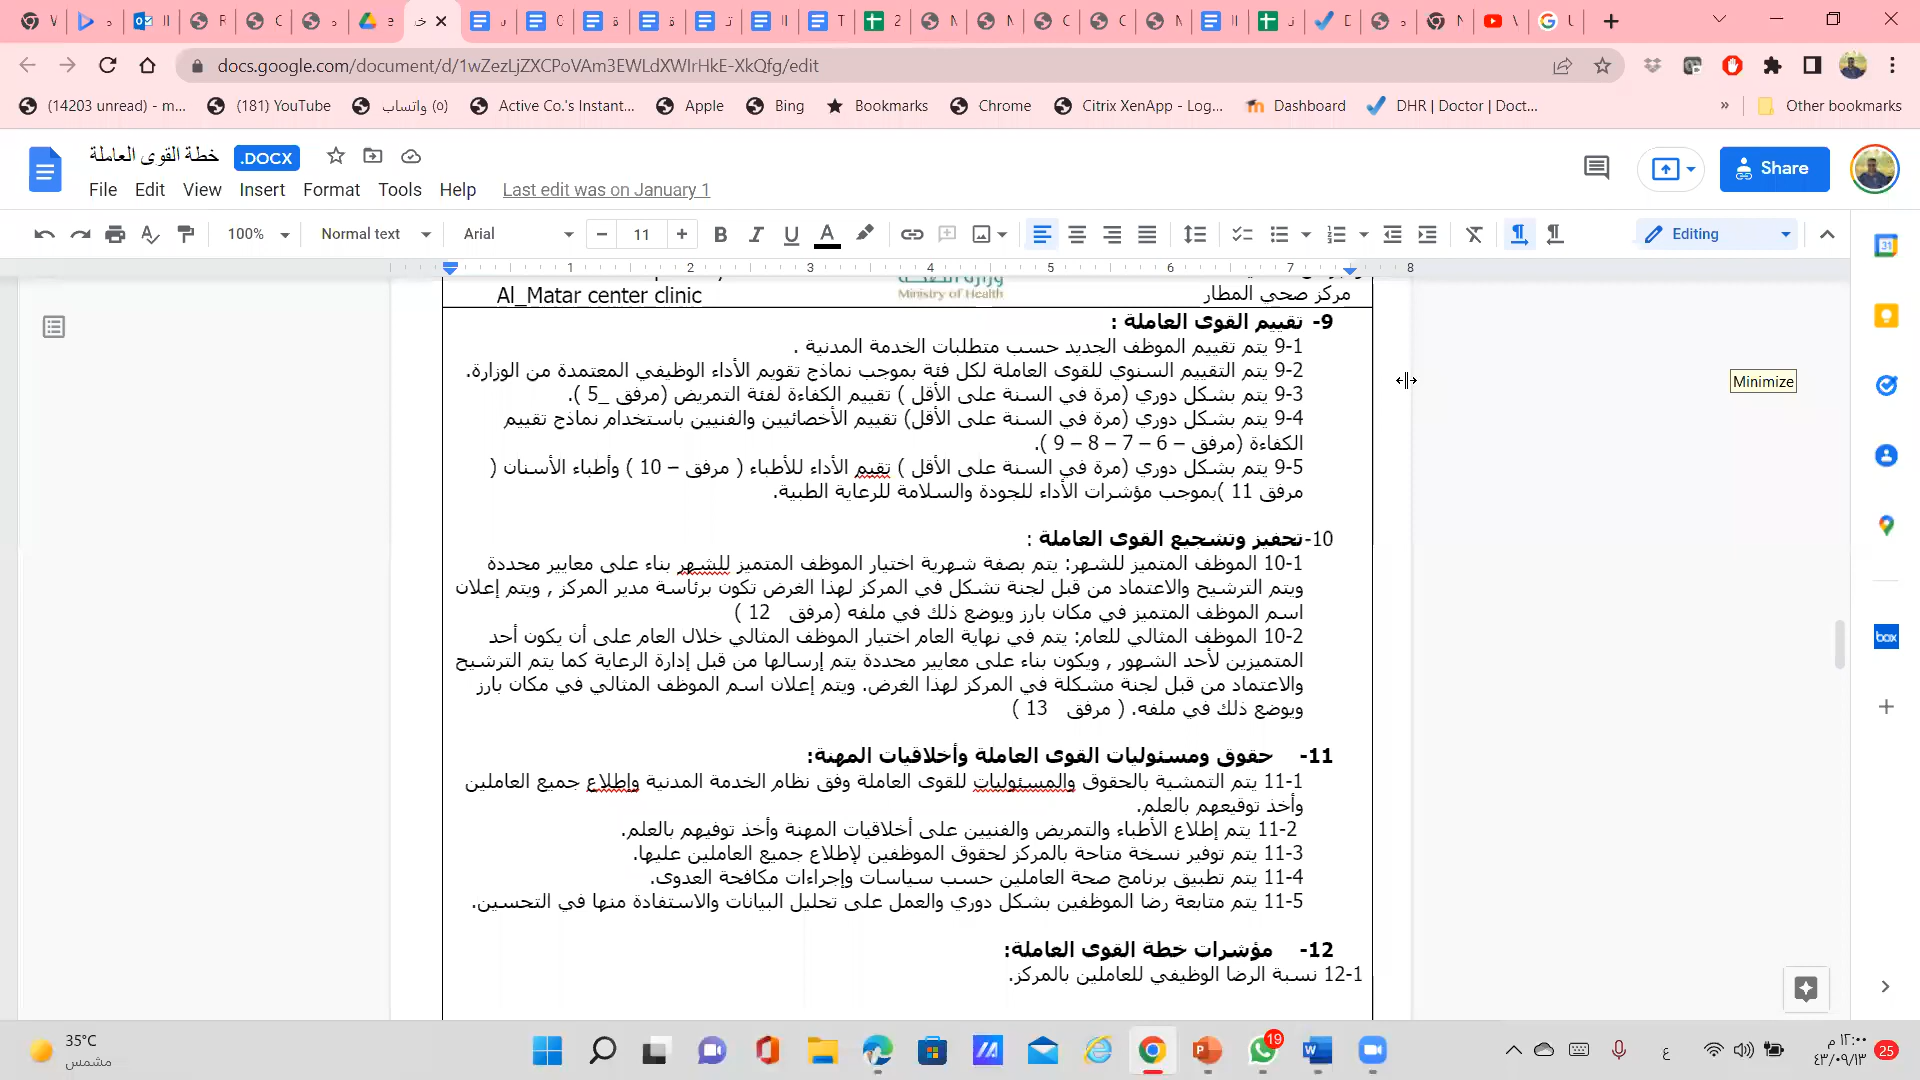 docs.google.com/document/d/1wZezLjZXCPoVAm3EWLdXWIrHkE-XkQfg/edit
(14203 unread) - m...
(181) YouTube
واتساب (٥)
Active Co.'s Instant...
Apple
Bing
Bookmarks
Chrome
Citrix XenApp - Log...
Dashboard
DHR | Doctor | Doct...
»
Other bookmarks
خطة القوى العاملة
.DOCX
Share
File Edit View Insert Format Tools Help
Last edit was on January 1
100%
Normal text
Arial
11
Editing
1 2 3 4 5 6 7 8
Al_Matar center clinic
Ministry of Health
مركز صحي المطار
Minimize
9- تقييم القوى العاملة :
9-1 يتم تقييم الموظف الجديد حسب متطلبات الخدمة المدنية .
9-2 يتم التقييم السنوي للقوى العاملة لكل فئة بموجب نماذج تقويم الأداء الوظيفي المعتمدة من الوزارة.
9-3 يتم بشكل دوري (مرة في السنة على الأقل ) تقييم الكفاءة لفئة التمريض (مرفق _5 ).
9-4 يتم بشكل دوري (مرة في السنة على الأقل) تقييم الأخصائيين والفنيين باستخدام نماذج تقييم
الكفاءة (مرفق – 6 – 7 – 8 – 9 ).
9-5 يتم بشكل دوري (مرة في السنة على الأقل ) تقيم الأداء للأطباء ( مرفق – 10 ) وأطباء الأسنان (
مرفق 11 )بموجب مؤشرات الأداء للجودة والسلامة للرعاية الطبية.
10-تحفيز وتشجيع القوى العاملة :
10-1 الموظف المتميز للشهر: يتم بصفة شهرية اختيار الموظف المتميز للشهر بناء على معايير محددة
ويتم الترشيح والاعتماد من قبل لجنة تشكل في المركز لهذا الغرض تكون برئاسة مدير المركز , ويتم إعلان
اسم الموظف المتميز في مكان بارز ويوضع ذلك في ملفه (مرفق 12 )
10-2 الموظف المثالي للعام: يتم في نهاية العام اختيار الموظف المثالي خلال العام على أن يكون أحد
المتميزين لأحد الشهور , ويكون بناء على معايير محددة يتم إرسالها من قبل إدارة الرعاية كما يتم الترشيح
والاعتماد من قبل لجنة مشكلة في المركز لهذا الغرض. ويتم إعلان اسم الموظف المثالي في مكان بارز
ويوضع ذلك في ملفه. ( مرفق 13 )
11- حقوق ومسئوليات القوى العاملة وأخلاقيات المهنة:
11-1 يتم التمشية بالحقوق والمسئوليات للقوى العاملة وفق نظام الخدمة المدنية وإطلاع جميع العاملين
وأخذ توقيعهم بالعلم.
11-2 يتم إطلاع الأطباء والتمريض والفنيين على أخلاقيات المهنة وأخذ توفيهم بالعلم.
11-3 يتم توفير نسخة متاحة بالمركز لحقوق الموظفين لإطلاع جميع العاملين عليها.
11-4 يتم تطبيق برنامج صحة العاملين حسب سياسات وإجراءات مكافحة العدوى.
11-5 يتم متابعة رضا الموظفين بشكل دوري والعمل على تحليل البيانات والاستفادة منها في التحسين.
12- مؤشرات خطة القوى العاملة:
12-1 نسبة الرضا الوظيفي للعاملين بالمركز.
35°C
مشمس
19
ع
١٢:٠٠ م
٤٣/٠٩/١٣
25